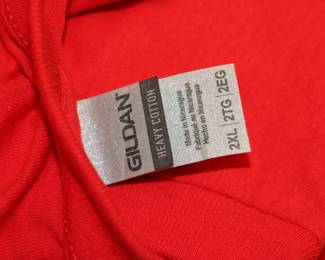 GILDAN
HEAVY COTTON
Made in Nicaragua
Fabriqué au Nicaragua
Hecho en Nicaragua
2XL | 2TG | 2EG